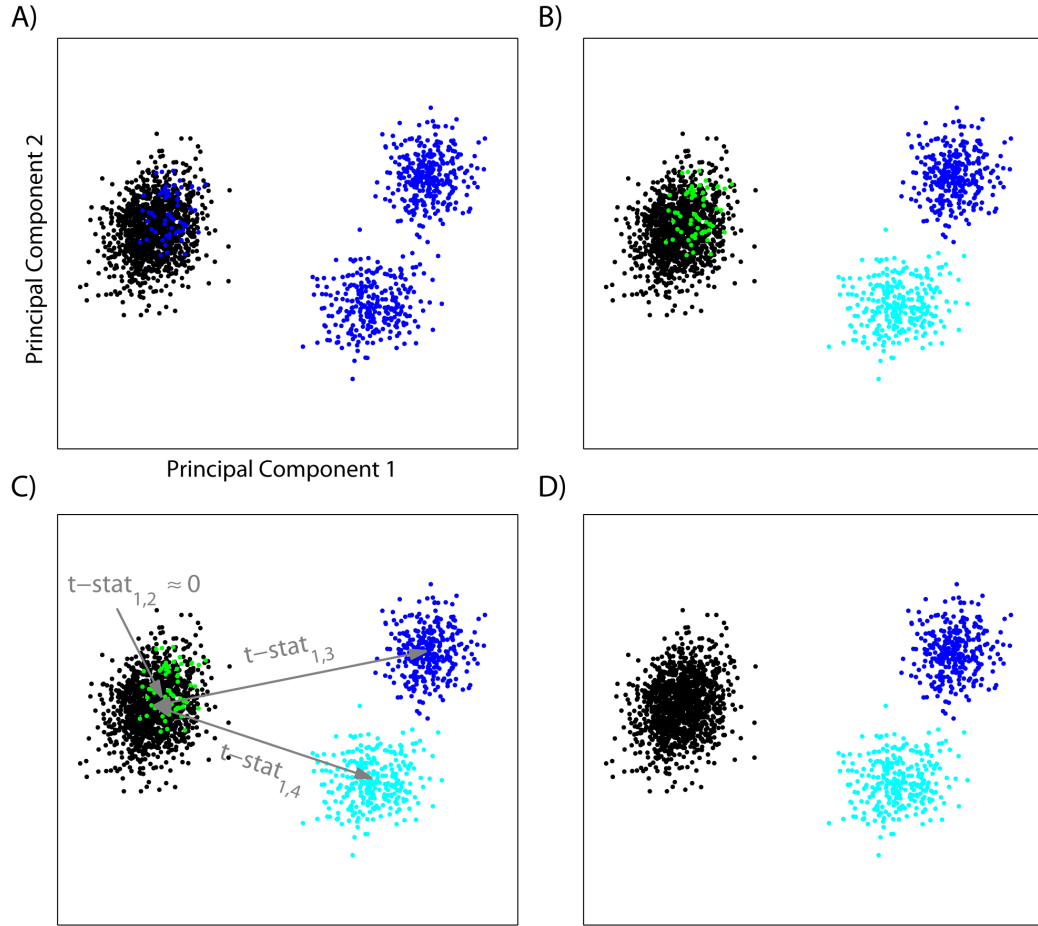 A)
B)
Principal Component 2
Principal Component 1
C)
D)
t−stat1,2 ≈ 0
t−stat1,3
t−stat1,4